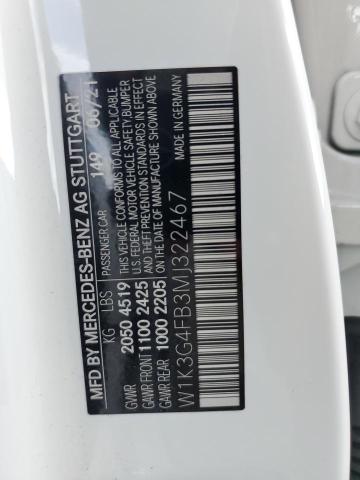 MFD BY MERCEDES-BENZ AG STUTTGART
PASSENGER CAR 149 06/21
KG LBS
GVWR 2050 4519
GAWR FRONT 1100 2425
GAWR REAR 1000 2205
THIS VEHICLE CONFORMS TO ALL APPLICABLE
U.S. FEDERAL MOTOR VEHICLE SAFETY BUMPER
AND THEFT PREVENTION STANDARDS IN EFFECT
ON THE DATE OF MANUFACTURE SHOWN ABOVE
MADE IN GERMANY
W1K3G4FB3MJ322467